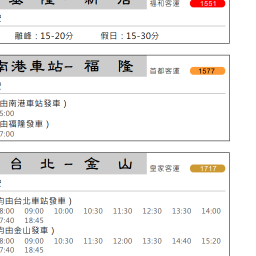 基 隆 - 新 店 福和客運 1551
離峰：15-20分 假日：15-30分
南港車站- 福 隆 首都客運 1577
由南港車站發車）
5:00
由福隆發車）
7:00
台 北 - 金 山 皇家客運 1717
均由台北車站發車）
8:00 09:00 10:00 10:30 11:30 12:30 13:30 14:00
7:40 18:45
均由金山發車）
8:00 09:00 10:30 11:30 12:00 13:30 14:40 15:20
7:40 18:45